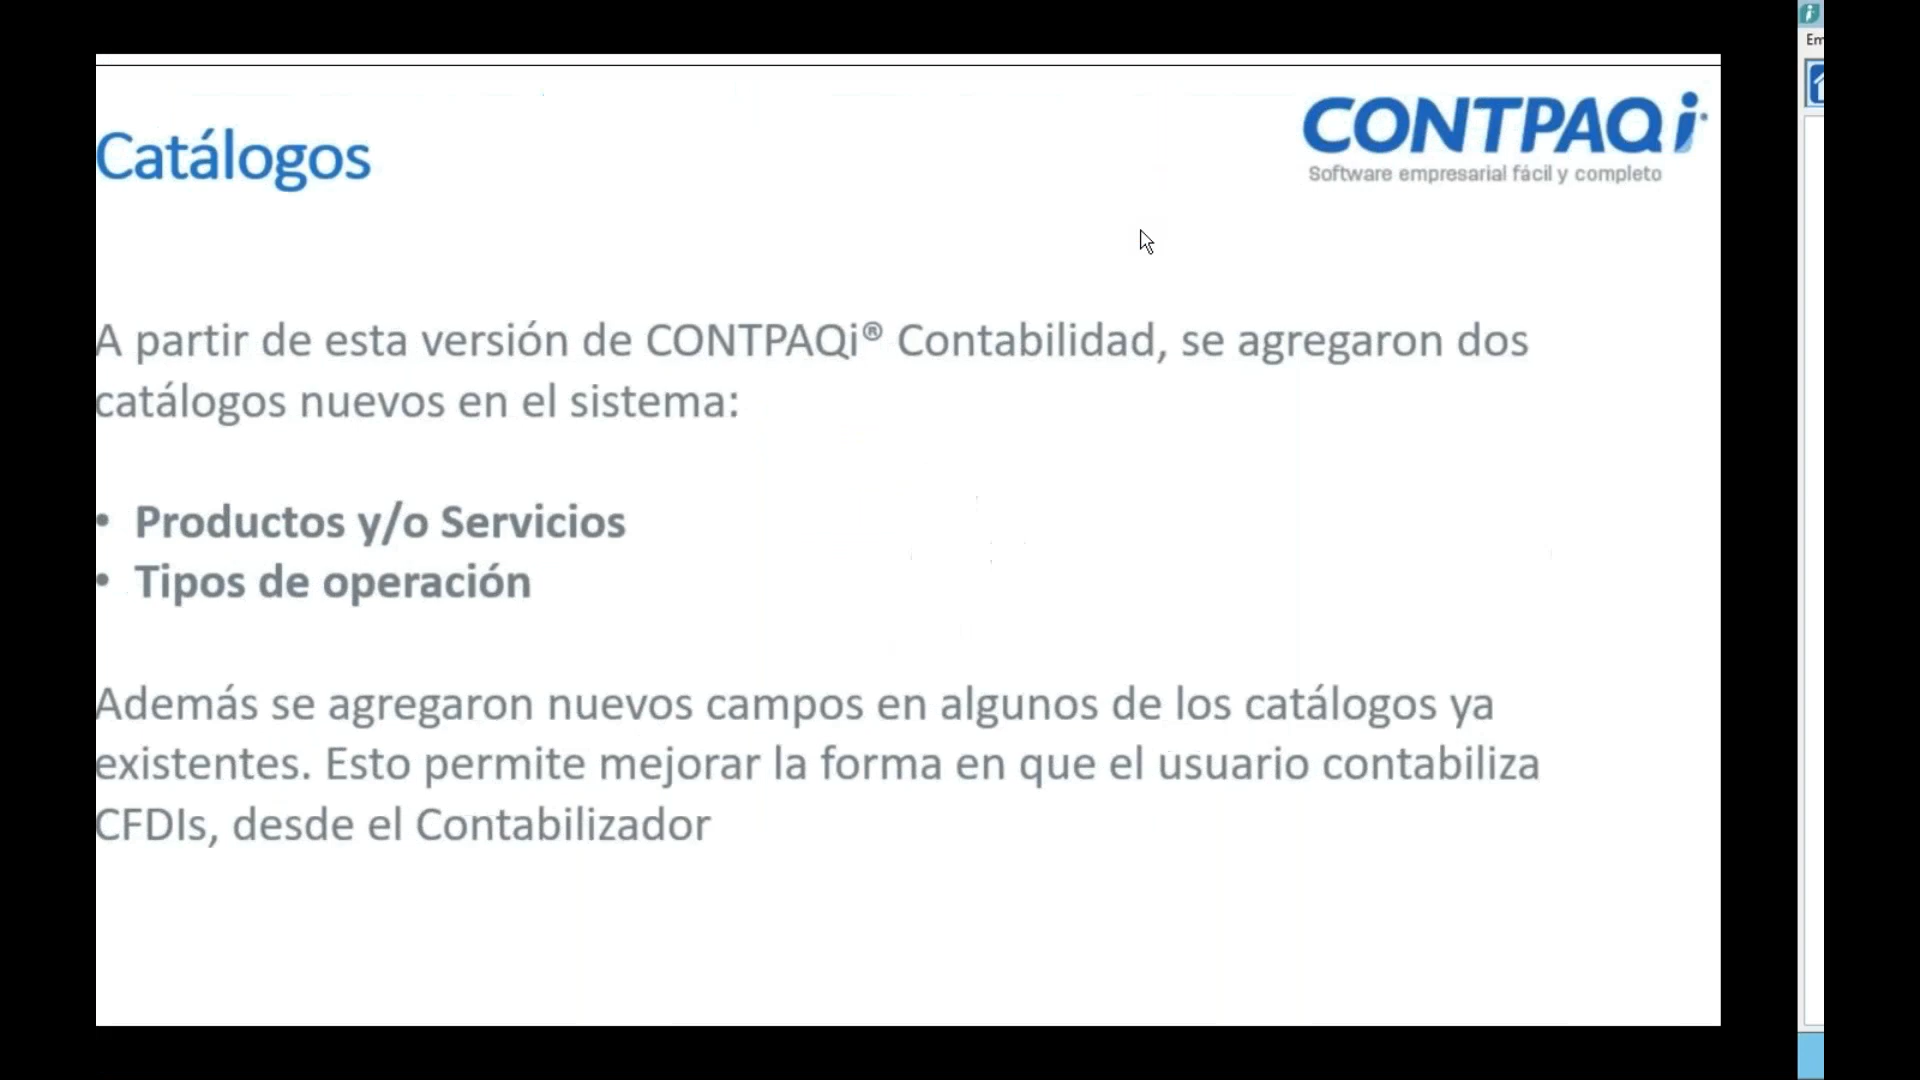 CONTPAQi
Software empresarial fácil y completo
Catálogos
A partir de esta versión de CONTPAQi® Contabilidad, se agregaron dos
catálogos nuevos en el sistema:
• Productos y/o Servicios
• Tipos de operación
Además se agregaron nuevos campos en algunos de los catálogos ya
existentes. Esto permite mejorar la forma en que el usuario contabiliza
CFDIs, desde el Contabilizador
Em